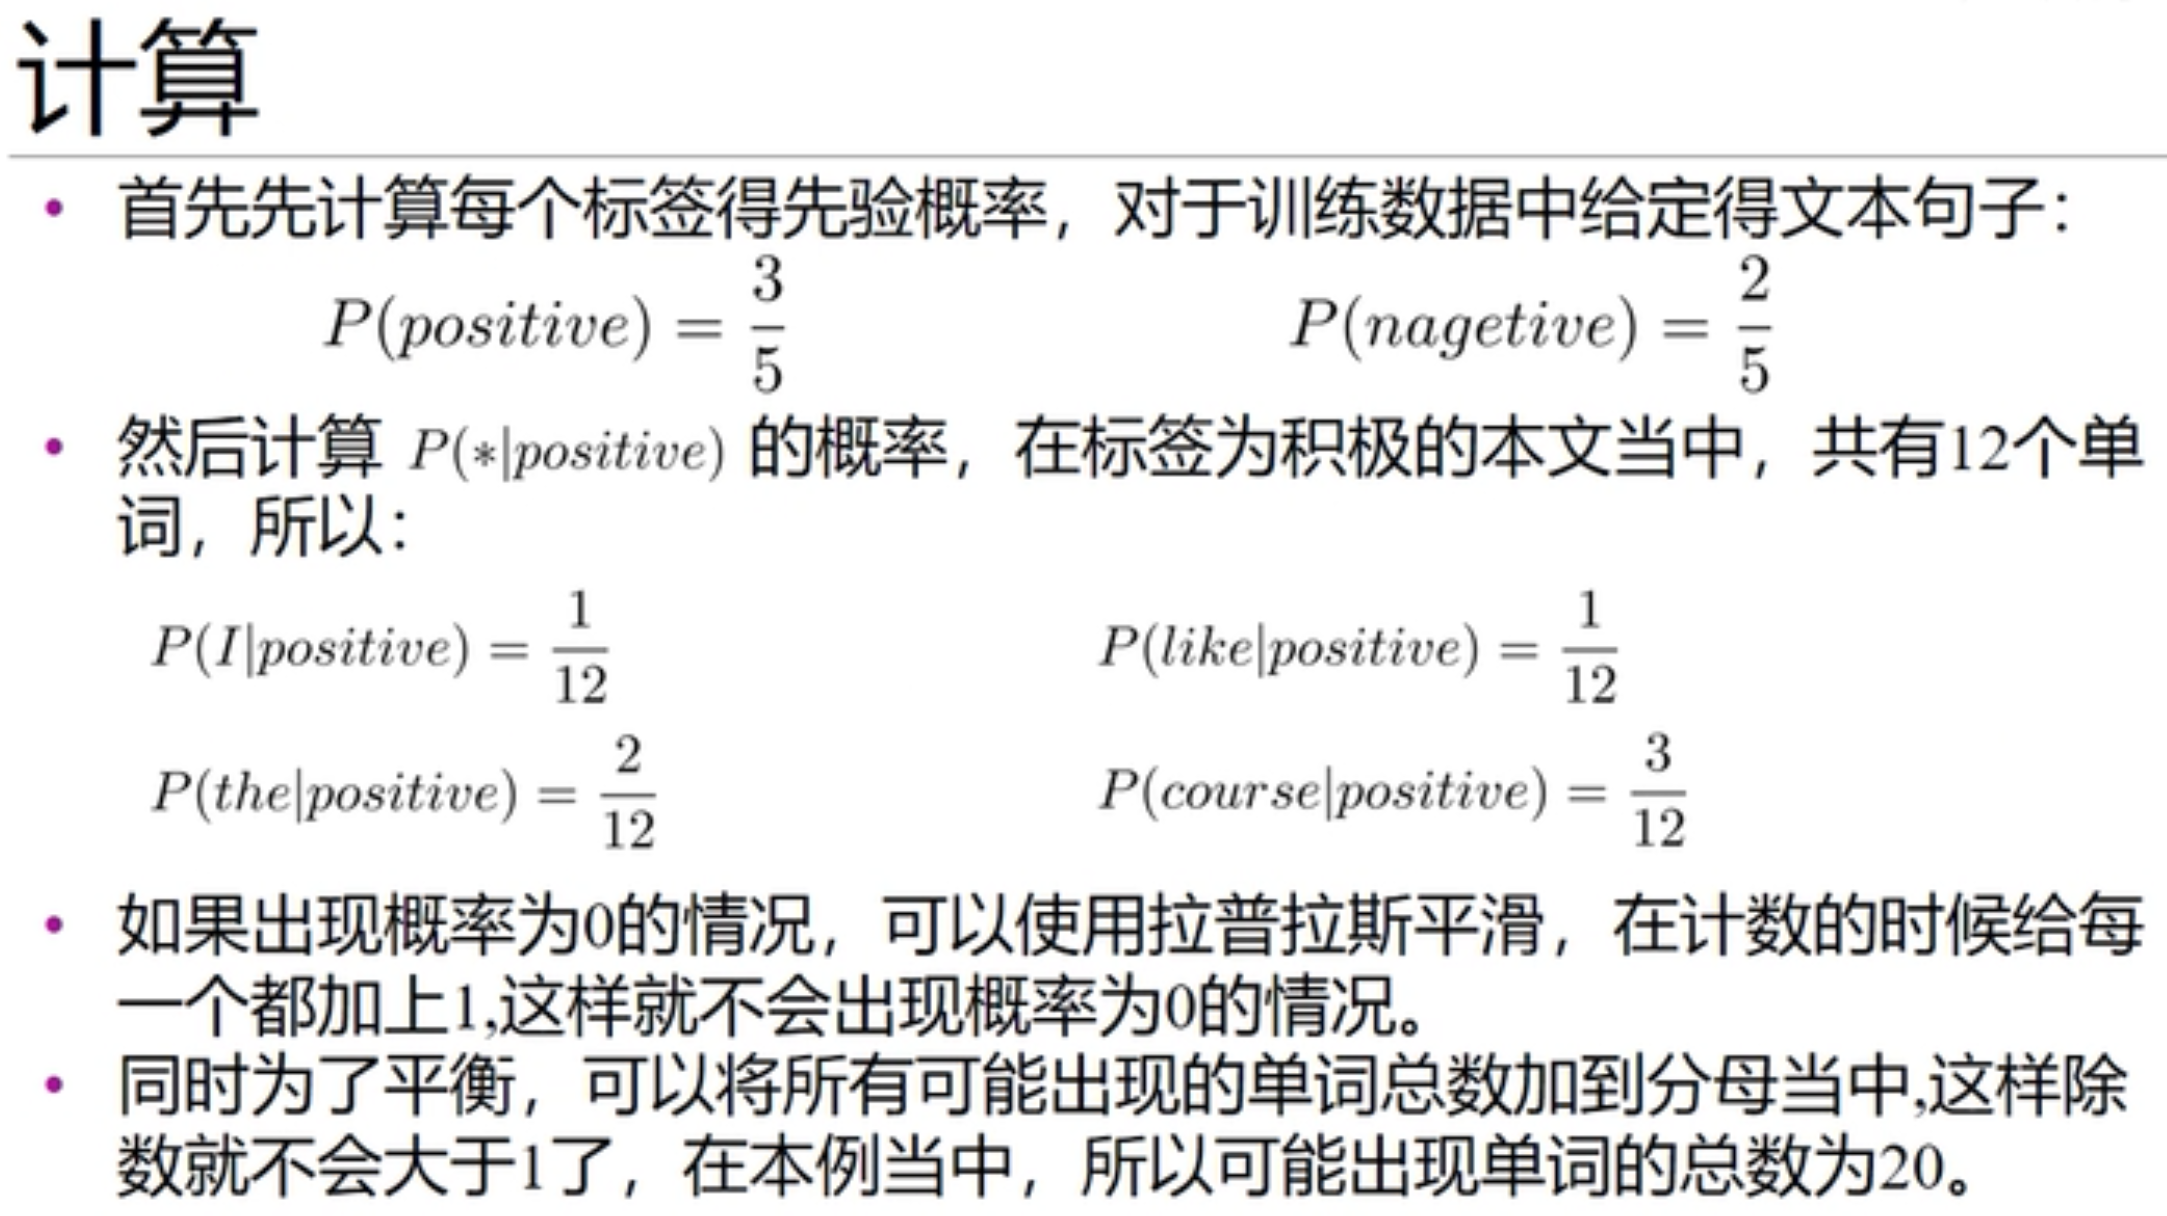 计算
• 首先先计算每个标签得先验概率，对于训练数据中给定得文本句子：
P(positive) = 3/5 P(nagetive) = 2/5
• 然后计算 P(*|positive) 的概率，在标签为积极的本文当中，共有12个单
词，所以：
P(I|positive) = 1/12 P(like|positive) = 1/12
P(the|positive) = 2/12 P(course|positive) = 3/12
• 如果出现概率为0的情况，可以使用拉普拉斯平滑，在计数的时候给每
一个都加上1,这样就不会出现概率为0的情况。
• 同时为了平衡，可以将所有可能出现的单词总数加到分母当中,这样除
数就不会大于1了，在本例当中，所以可能出现单词的总数为20。